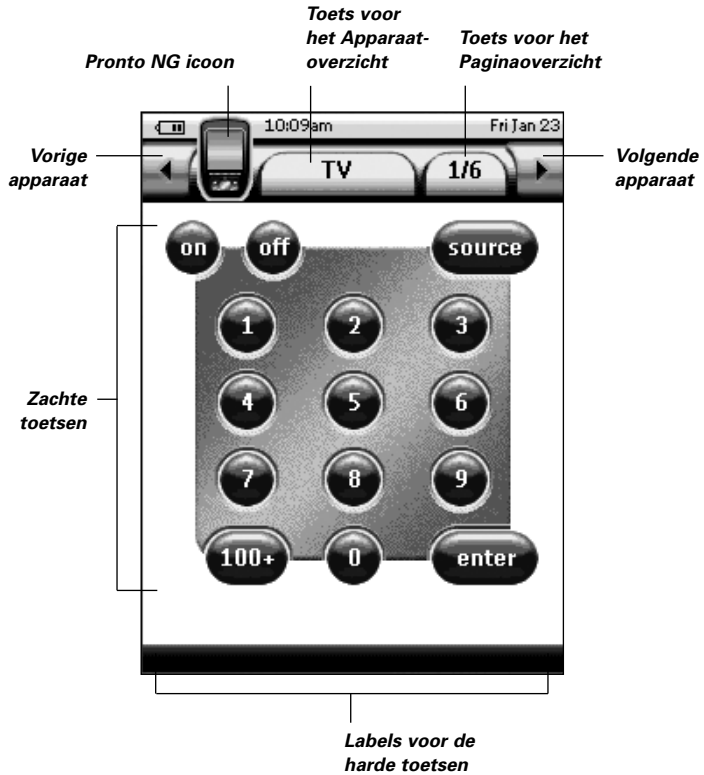 Toets voor
het Apparaat-
overzicht
Toets voor het
Paginaoverzicht
Pronto NG icoon
10:09am
Fri Jan 23
Vorige
apparaat
TV
1/6
Volgende
apparaat
on
off
source
1
2
3
Zachte
toetsen
4
5
6
7
8
9
100+
0
enter
Labels voor de
harde toetsen